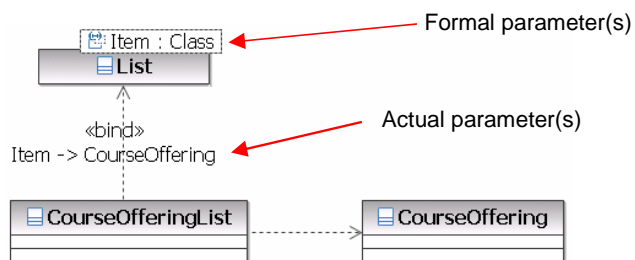 Formal parameter(s)
Item : Class
List
«bind»
Actual parameter(s)
Item -> CourseOffering
CourseOfferingList
CourseOffering